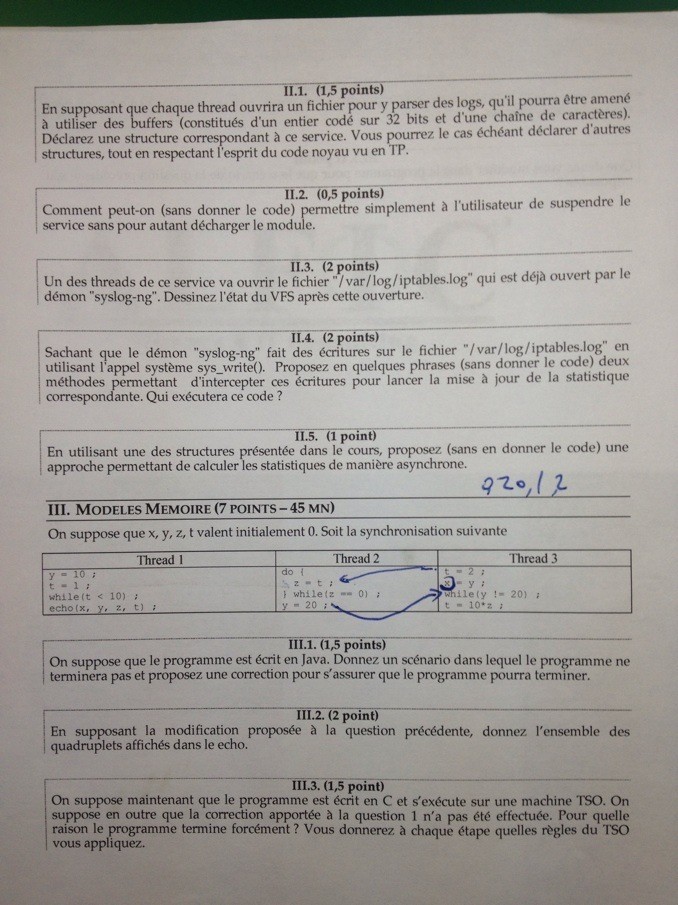 II.1. (1,5 points)
En supposant que chaque thread ouvrira un fichier pour y parser des logs, qu'il pourra être amené
à utiliser des buffers (constitués d'un entier codé sur 32 bits et d'une chaîne de caractères).
Déclarez une structure correspondant à ce service. Vous pourrez le cas échéant déclarer d'autres
structures, tout en respectant l'esprit du code noyau vu en TP.
II.2. (0,5 points)
Comment peut-on (sans donner le code) permettre simplement à l'utilisateur de suspendre le
service sans pour autant décharger le module.
II.3. (2 points)
Un des threads de ce service va ouvrir le fichier "/var/log/iptables.log" qui est déjà ouvert par le
démon "syslog-ng". Dessinez l'état du VFS après cette ouverture.
II.4. (2 points)
Sachant que le démon "syslog-ng" fait des écritures sur le fichier "/var/log/iptables.log" en
utilisant l'appel système sys_write(). Proposez en quelques phrases (sans donner le code) deux
méthodes permettant d'intercepter ces écritures pour lancer la mise à jour de la statistique
correspondante. Qui exécutera ce code ?
II.5. (1 point)
En utilisant une des structures présentée dans le cours, proposez (sans en donner le code) une
approche permettant de calculer les statistiques de manière asynchrone.
III. MODELES MEMOIRE (7 POINTS – 45 MN)
On suppose que x, y, z, t valent initialement 0. Soit la synchronisation suivante
Thread 1 Thread 2 Thread 3
y = 10 ; do { t = 2 ;
t = 1 ; z = t ; x = y ;
while(t < 10) ; } while(z == 0) ; while(y != 20) ;
echo(x, y, z, t) ; y = 20 ; t = 10*z ;
III.1. (1,5 points)
On suppose que le programme est écrit en Java. Donnez un scénario dans lequel le programme ne
terminera pas et proposez une correction pour s'assurer que le programme pourra terminer.
III.2. (2 point)
En supposant la modification proposée à la question précédente, donnez l'ensemble des
quadruplets affichés dans le echo.
III.3. (1,5 point)
On suppose maintenant que le programme est écrit en C et s'exécute sur une machine TSO. On
suppose en outre que la correction apportée à la question 1 n'a pas été effectuée. Pour quelle
raison le programme termine forcément ? Vous donnerez à chaque étape quelles règles du TSO
vous appliquez.